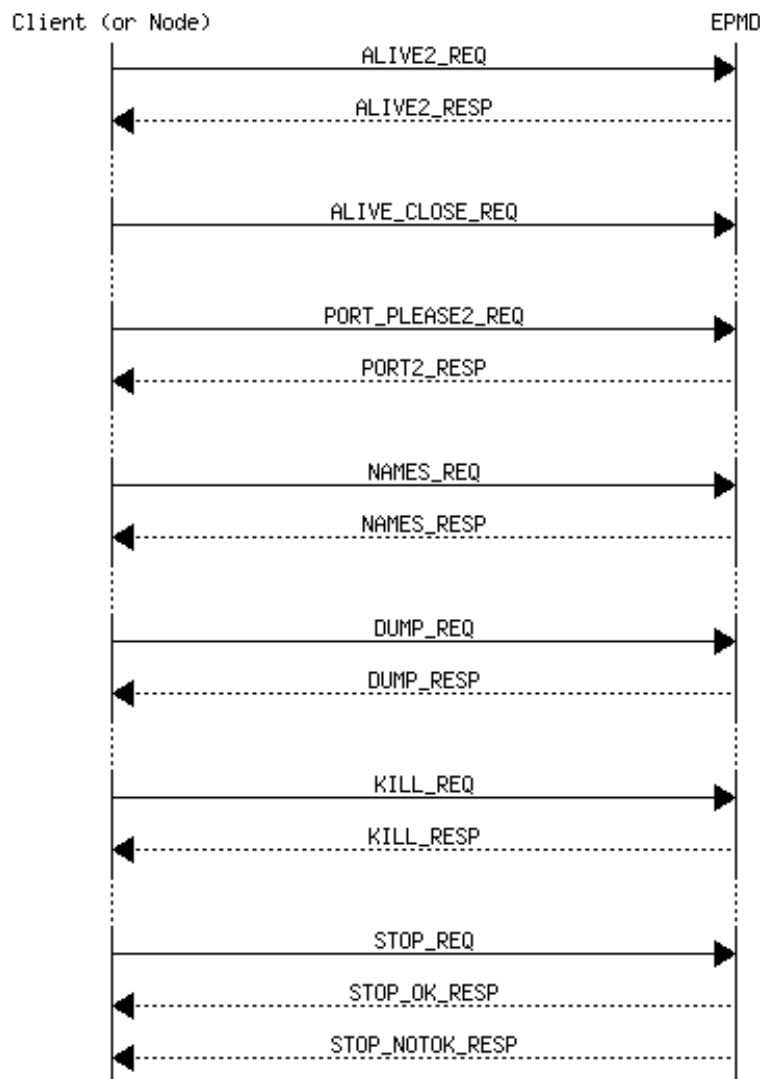 Client (or Node) EPMD
ALIVE2_REQ
ALIVE2_RESP
ALIVE_CLOSE_REQ
PORT_PLEASE2_REQ
PORT2_RESP
NAMES_REQ
NAMES_RESP
DUMP_REQ
DUMP_RESP
KILL_REQ
KILL_RESP
STOP_REQ
STOP_OK_RESP
STOP_NOTOK_RESP